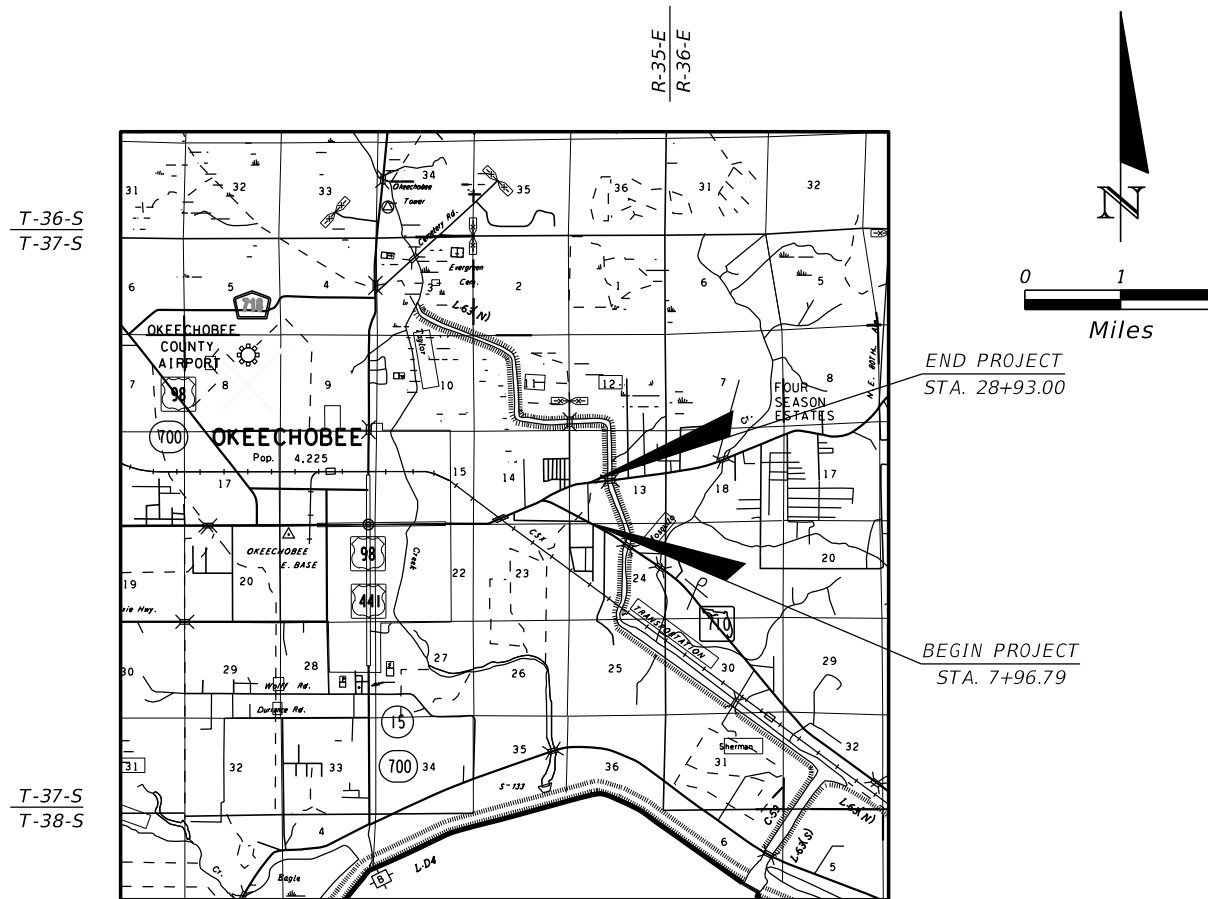 R-35-E
R-36-E
N
0 1
Miles
T-36-S
T-37-S
31 32 33 34 35 36 31 32
Okeechobee
Tower
Cemetery Rd.
Evergreen
Cem.
6 5 4 3 2 1 6 5
718
L-63(N)
OKEECHOBEE
COUNTY
AIRPORT
Taylor
N. E. 80TH.
7 8 9 10 11 12 7 8
98
FOUR
SEASON
ESTATES
Cr.
END PROJECT
STA. 28+93.00
700
OKEECHOBEE
Pop. 4,225
17 15 14 13 18 17
CSX
OKEECHOBEE
E. BASE
98
Creek
19 20 22 23 24 20
441
TRANSPORTATION
710
BEGIN PROJECT
STA. 7+96.79
30 29 28 27 26 25 30 29
Wolff Rd.
Durrance Rd.
15
700
Sherman
31 32 33 34 35 36 31 32
S-133
T-37-S
T-38-S
C-59
L-63(N)
L-63(S)
4 6 5
L-D4
B
Eagle
Cr.